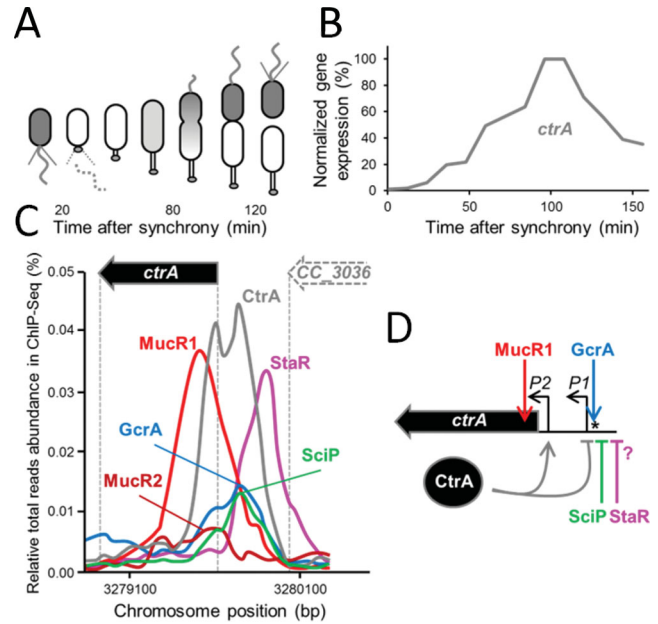 A
20 80 120
Time after synchrony (min)
B
Normalized gene
expression (%)
100
80
60
40
20
0
ctrA
0 50 100 150
Time after synchrony (min)
C
Relative total reads abundance in ChIP-Seq (%)
0.05
0.04
0.03
0.02
0.01
0.00
ctrA
CC_3036
CtrA
MucR1
StaR
GcrA
SciP
MucR2
3279100 3280100
Chromosome position (bp)
D
MucR1 GcrA
P2 P1
ctrA
*
CtrA
?
SciP StaR